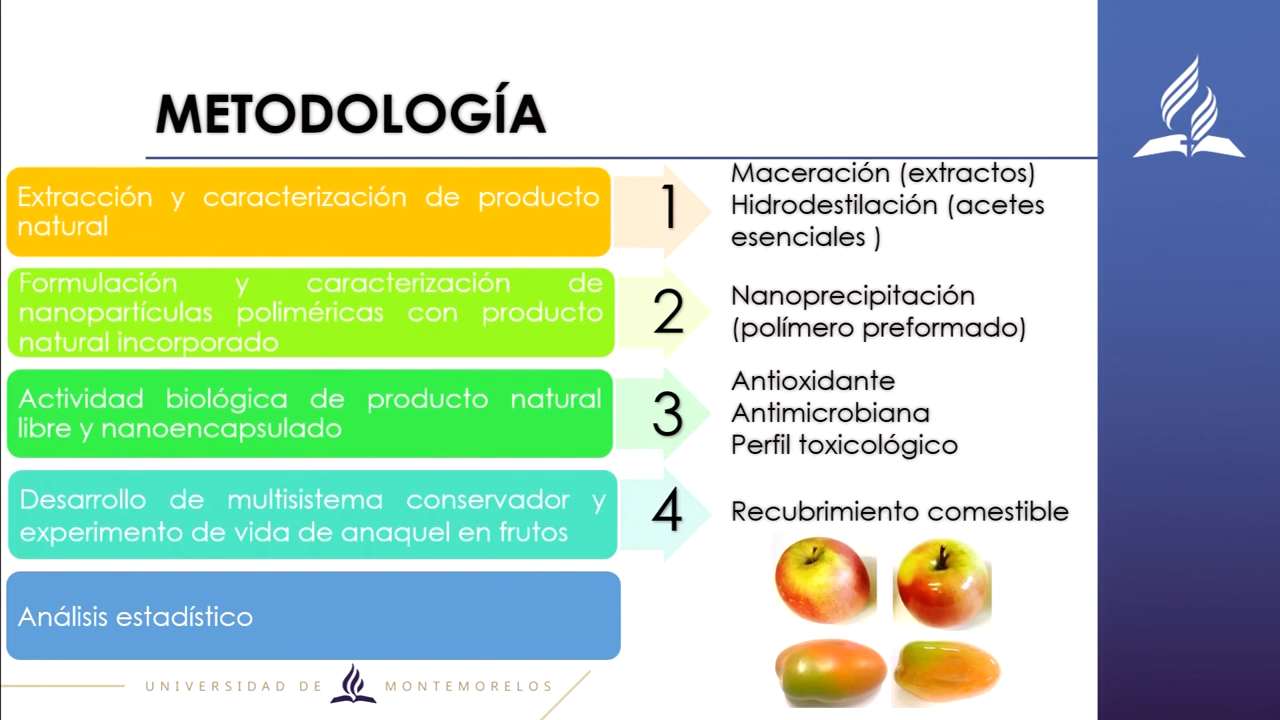 METODOLOGÍA
Extracción y caracterización de producto
natural
1
Maceración (extractos)
Hidrodestilación (acetes
esenciales )
Formulación y caracterización de
nanopartículas poliméricas con producto
natural incorporado
2
Nanoprecipitación
(polímero preformado)
Actividad biológica de producto natural
libre y nanoencapsulado
3
Antioxidante
Antimicrobiana
Perfil toxicológico
Desarrollo de multisistema conservador y
experimento de vida de anaquel en frutos
4
Recubrimiento comestible
Análisis estadístico
UNIVERSIDAD DE MONTEMORELOS